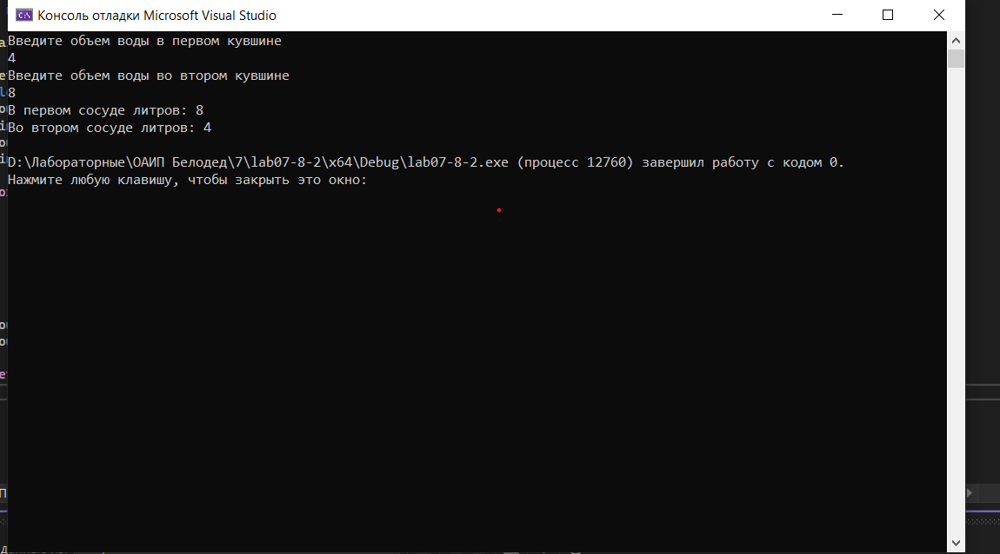 Консоль отладки Microsoft Visual Studio
Введите объем воды в первом кувшине
4
Введите объем воды во втором кувшине
8
В первом сосуде литров: 8
Во втором сосуде литров: 4
D:\Лабораторные\ОАИП Белодед\7\lab07-8-2\x64\Debug\lab07-8-2.exe (процесс 12760) завершил работу с кодом 0.
Нажмите любую клавишу, чтобы закрыть это окно: